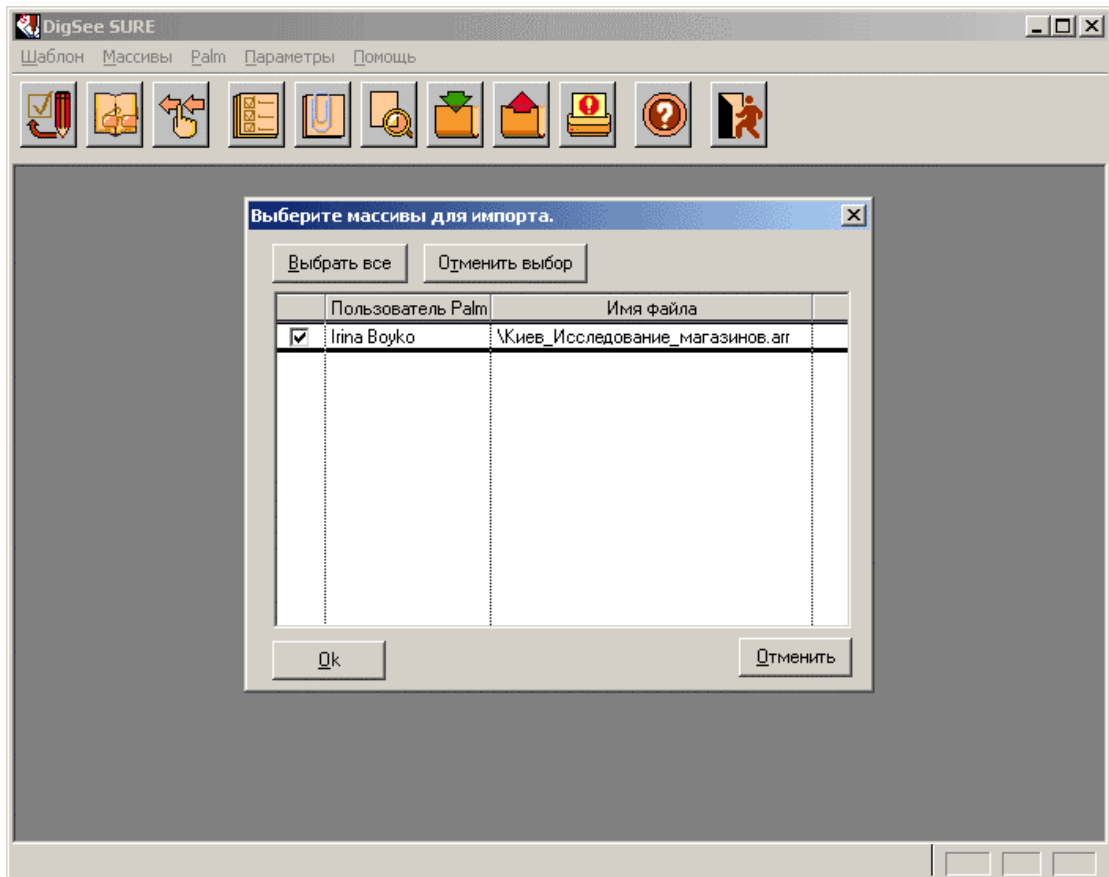 DigSee SURE
Шаблон Массивы Palm Параметры Помощь
Выберите массивы для импорта.
Выбрать все Отменить выбор
Пользователь Palm Имя файла
Irina Boyko \Киев_Исследование_магазинов.arr
Ok Отменить